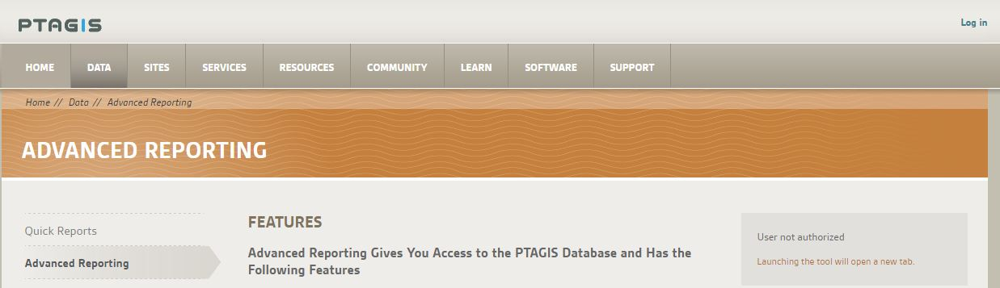 PTAGIS
Log in
HOME DATA SITES SERVICES RESOURCES COMMUNITY LEARN SOFTWARE SUPPORT
Home // Data // Advanced Reporting
ADVANCED REPORTING
Quick Reports
Advanced Reporting
FEATURES
Advanced Reporting Gives You Access to the PTAGIS Database and Has the
Following Features
User not authorized
Launching the tool will open a new tab.